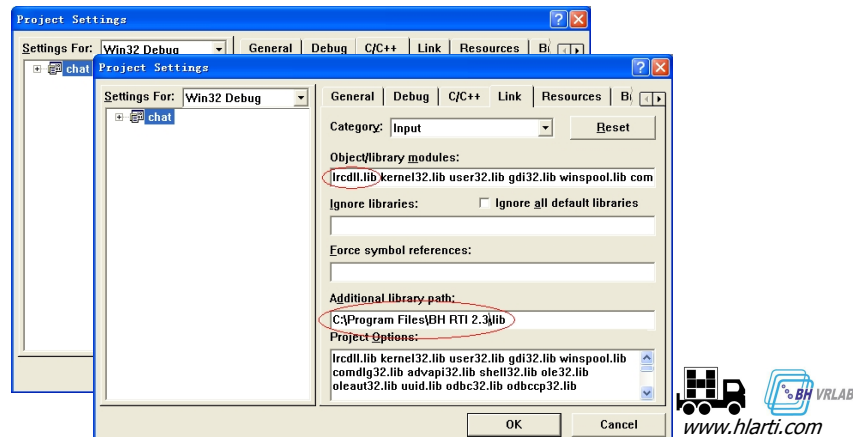 Project Settings
Settings For: Win32 Debug General Debug C/C++ Link Resources
chat
Project Settings
Settings For: Win32 Debug General Debug C/C++ Link Resources
chat
Category: Input Reset
Object/library modules:
lrcdll.lib kernel32.lib user32.lib gdi32.lib winspool.lib com
Ignore libraries: Ignore all default libraries
Force symbol references:
Additional library path:
C:\Program Files\BH RTI 2.3\lib
Project Options:
lrcdll.lib kernel32.lib user32.lib gdi32.lib winspool.lib
comdlg32.lib advapi32.lib shell32.lib ole32.lib
oleaut32.lib uuid.lib odbc32.lib odbccp32.lib
OK Cancel
BH VRLAB
www.hlarti.com